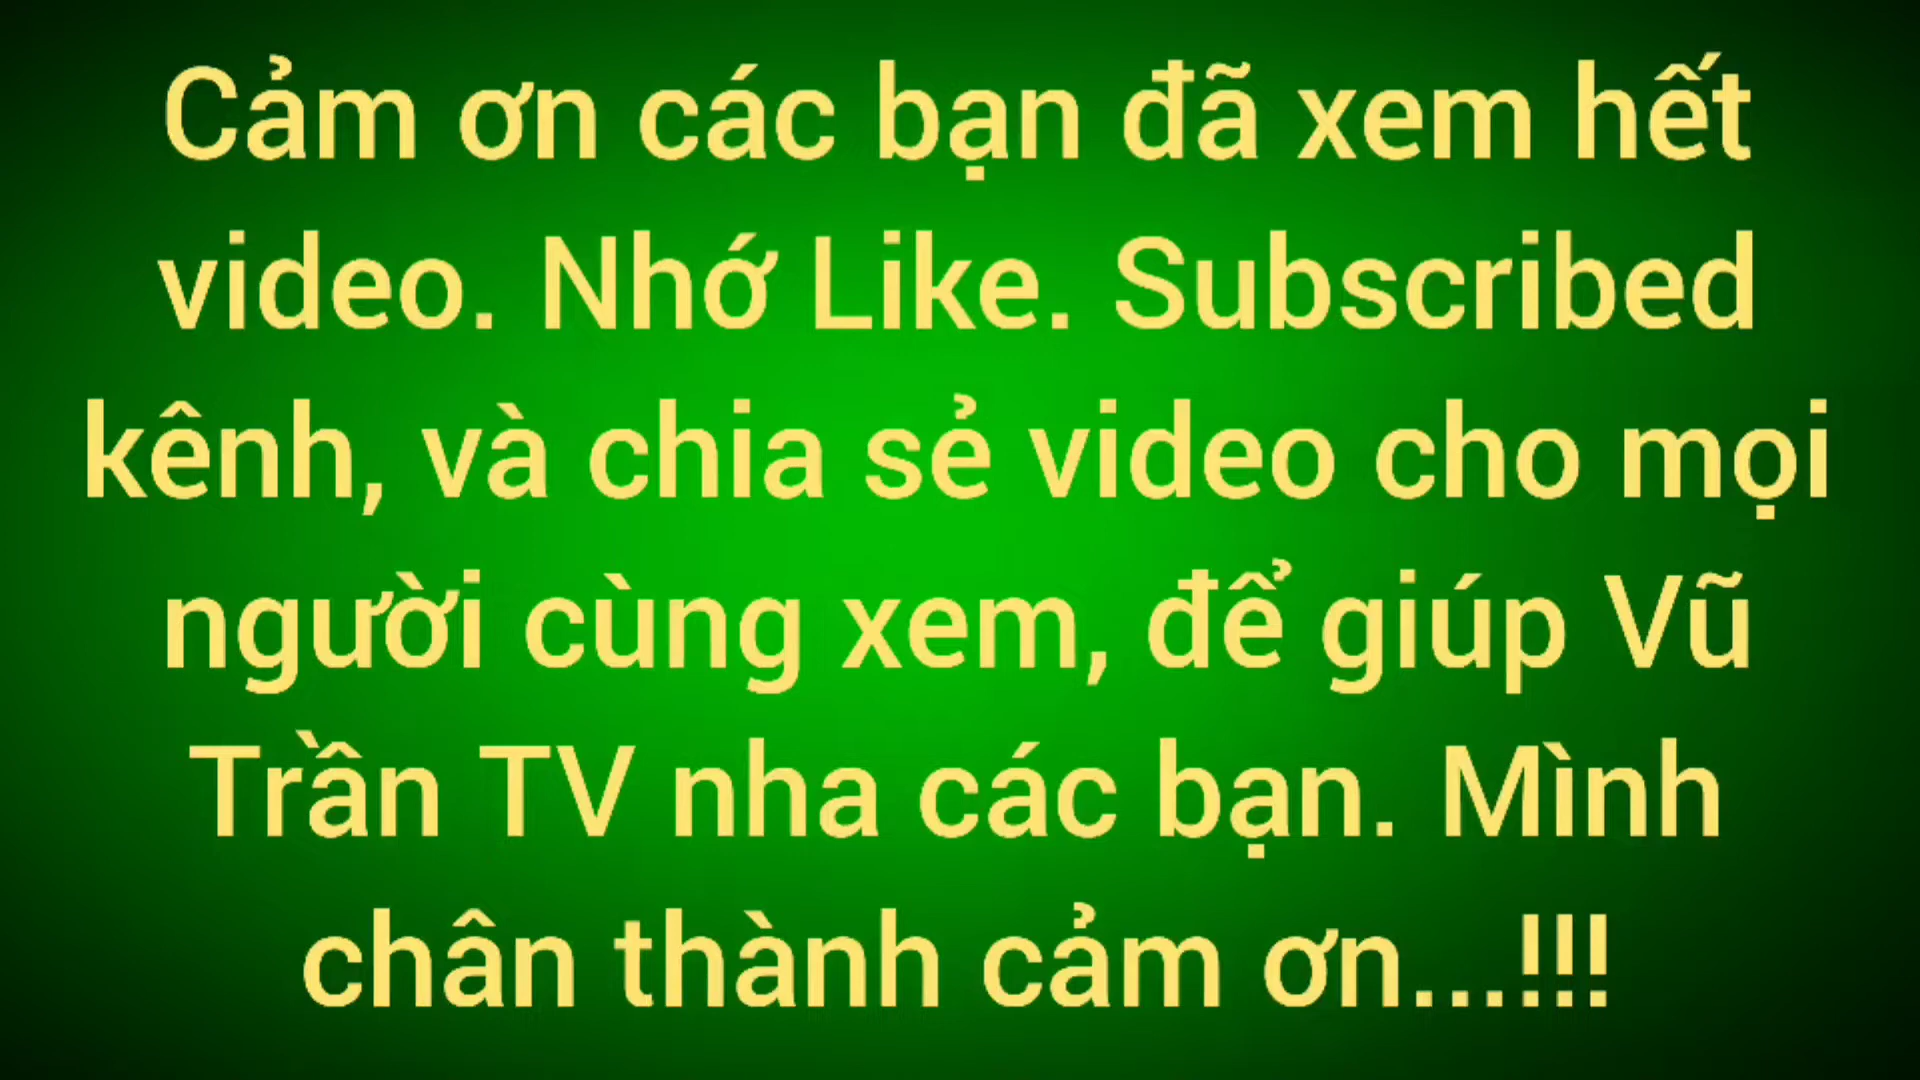 Cảm ơn các bạn đã xem hết
video. Nhớ Like. Subscribed
kênh, và chia sẻ video cho mọi
người cùng xem, để giúp Vũ
Trần TV nha các bạn. Mình
chân thành cảm ơn...!!!